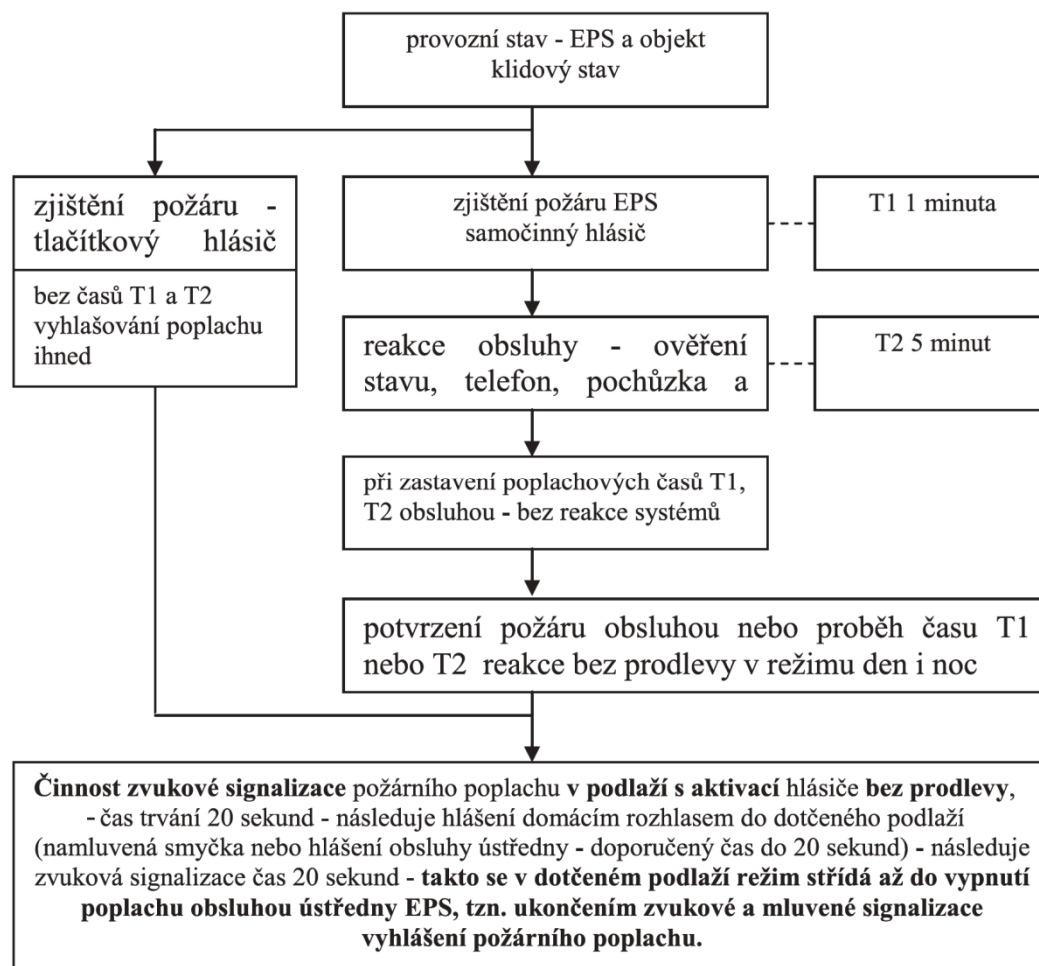 provozní stav - EPS a objekt
klidový stav
zjištění požáru -
tlačítkový hlásič
bez časů T1 a T2
vyhlašování poplachu
ihned
zjištění požáru EPS
samočinný hlásič
T1 1 minuta
reakce obsluhy - ověření
stavu, telefon, pochůzka a
T2 5 minut
při zastavení poplachových časů T1,
T2 obsluhou - bez reakce systémů
potvrzení požáru obsluhou nebo proběh času T1
nebo T2 reakce bez prodlevy v režimu den i noc
Činnost zvukové signalizace požárního poplachu v podlaží s aktivací hlásiče bez prodlevy,
- čas trvání 20 sekund - následuje hlášení domácím rozhlasem do dotčeného podlaží
(namluvená smyčka nebo hlášení obsluhy ústředny - doporučený čas do 20 sekund) - následuje
zvuková signalizace čas 20 sekund - takto se v dotčeném podlaží režim střídá až do vypnutí
poplachu obsluhou ústředny EPS, tzn. ukončením zvukové a mluvené signalizace
vyhlášení požárního poplachu.